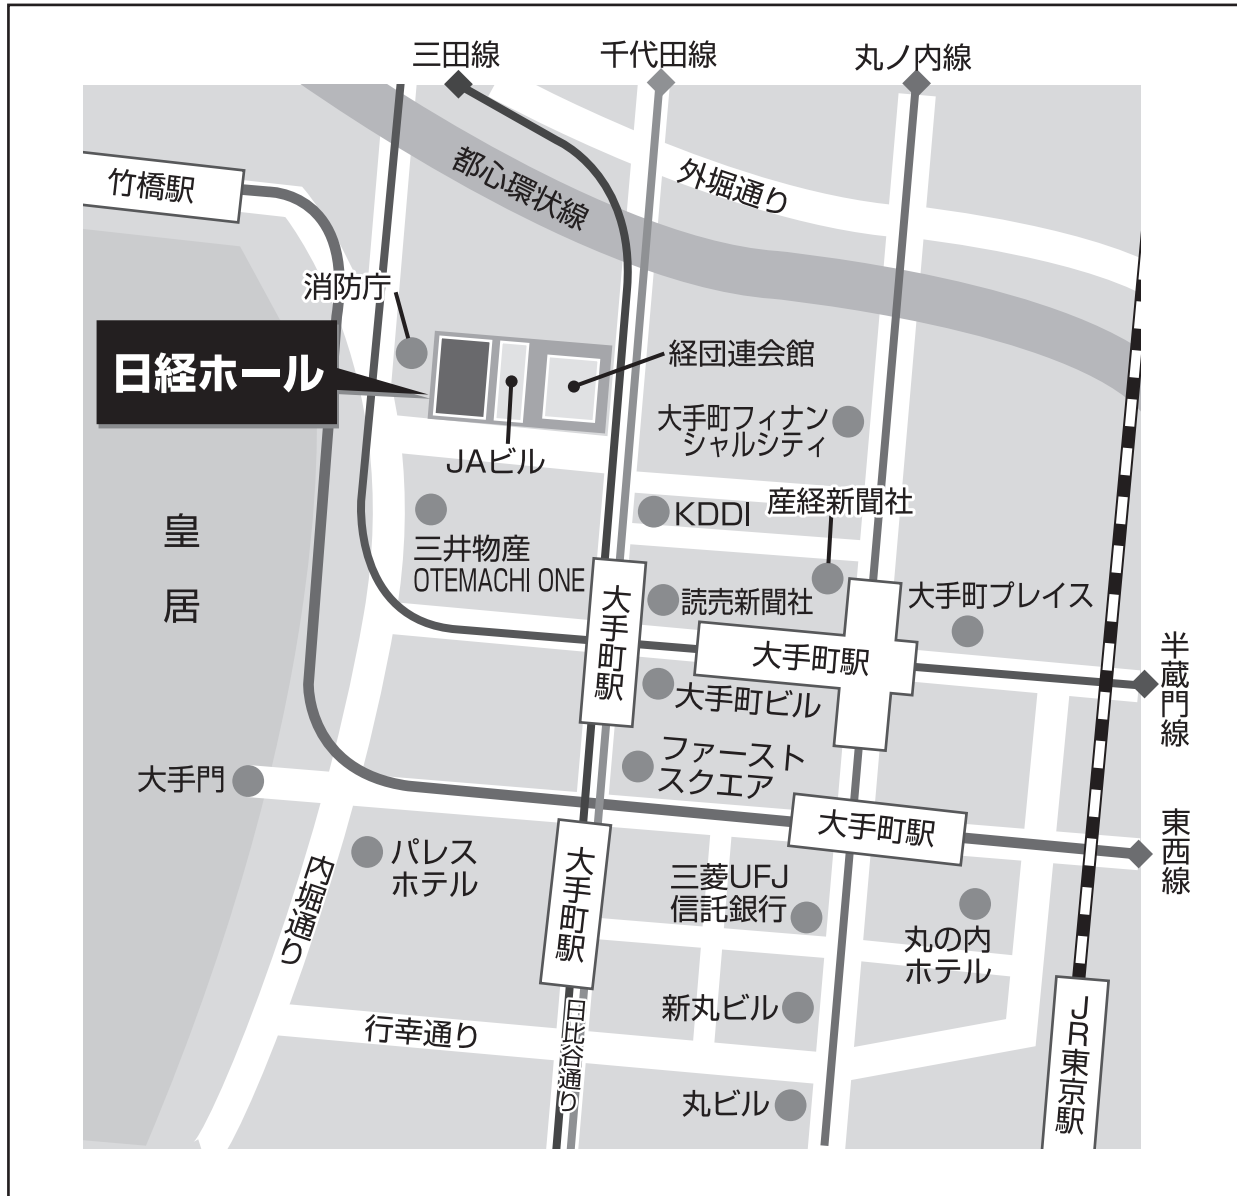 三田線
千代田線
丸ノ内線
都心環状線
外堀通り
竹橋駅
消防庁
日経ホール
経団連会館
大手町フィナン
シャルシティ
JAビル
産経新聞社
KDDI
皇居
三井物産
OTEMACHI ONE
大手町駅
読売新聞社
大手町プレイス
大手町駅
半蔵門線
大手町ビル
ファースト
スクエア
大手門
大手町駅
東西線
パレス
ホテル
大手町駅
内堀通り
三菱UFJ
信託銀行
丸の内
ホテル
新丸ビル
行幸通り
日比谷通り
JR東京駅
丸ビル